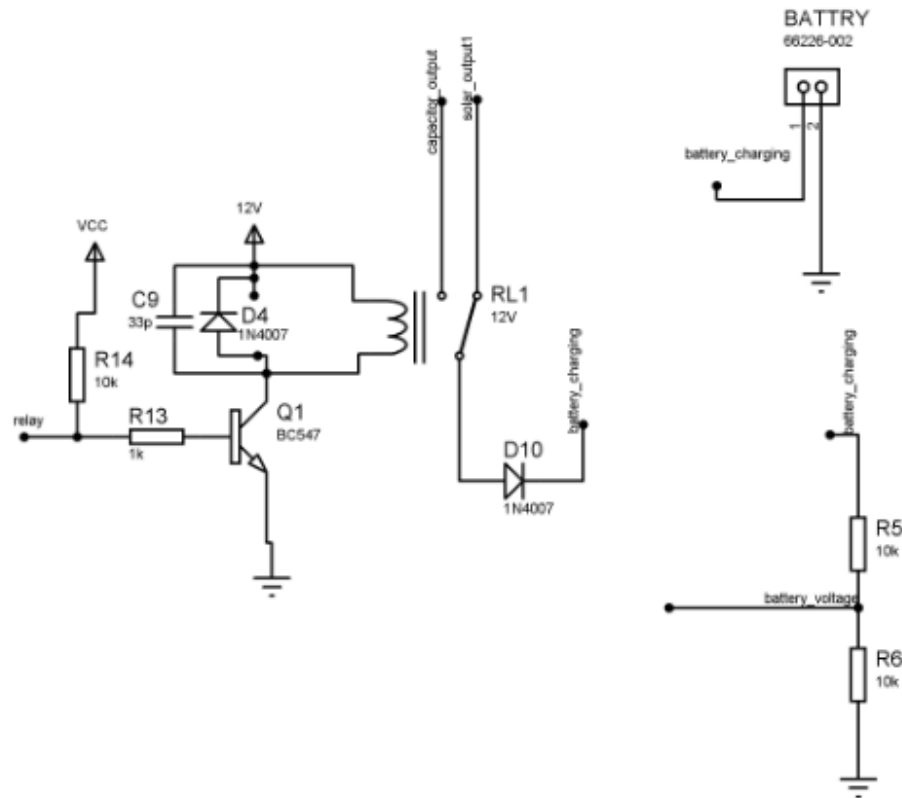 BATTRY
66226-002
capacitor_output
solar_output1
1
2
battery_charging
VCC
12V
C9
33p
D4
1N4007
RL1
12V
R14
10k
relay
R13
1k
Q1
BC547
battery_charging
D10
1N4007
battery_charging
R5
10k
battery_voltage
R6
10k